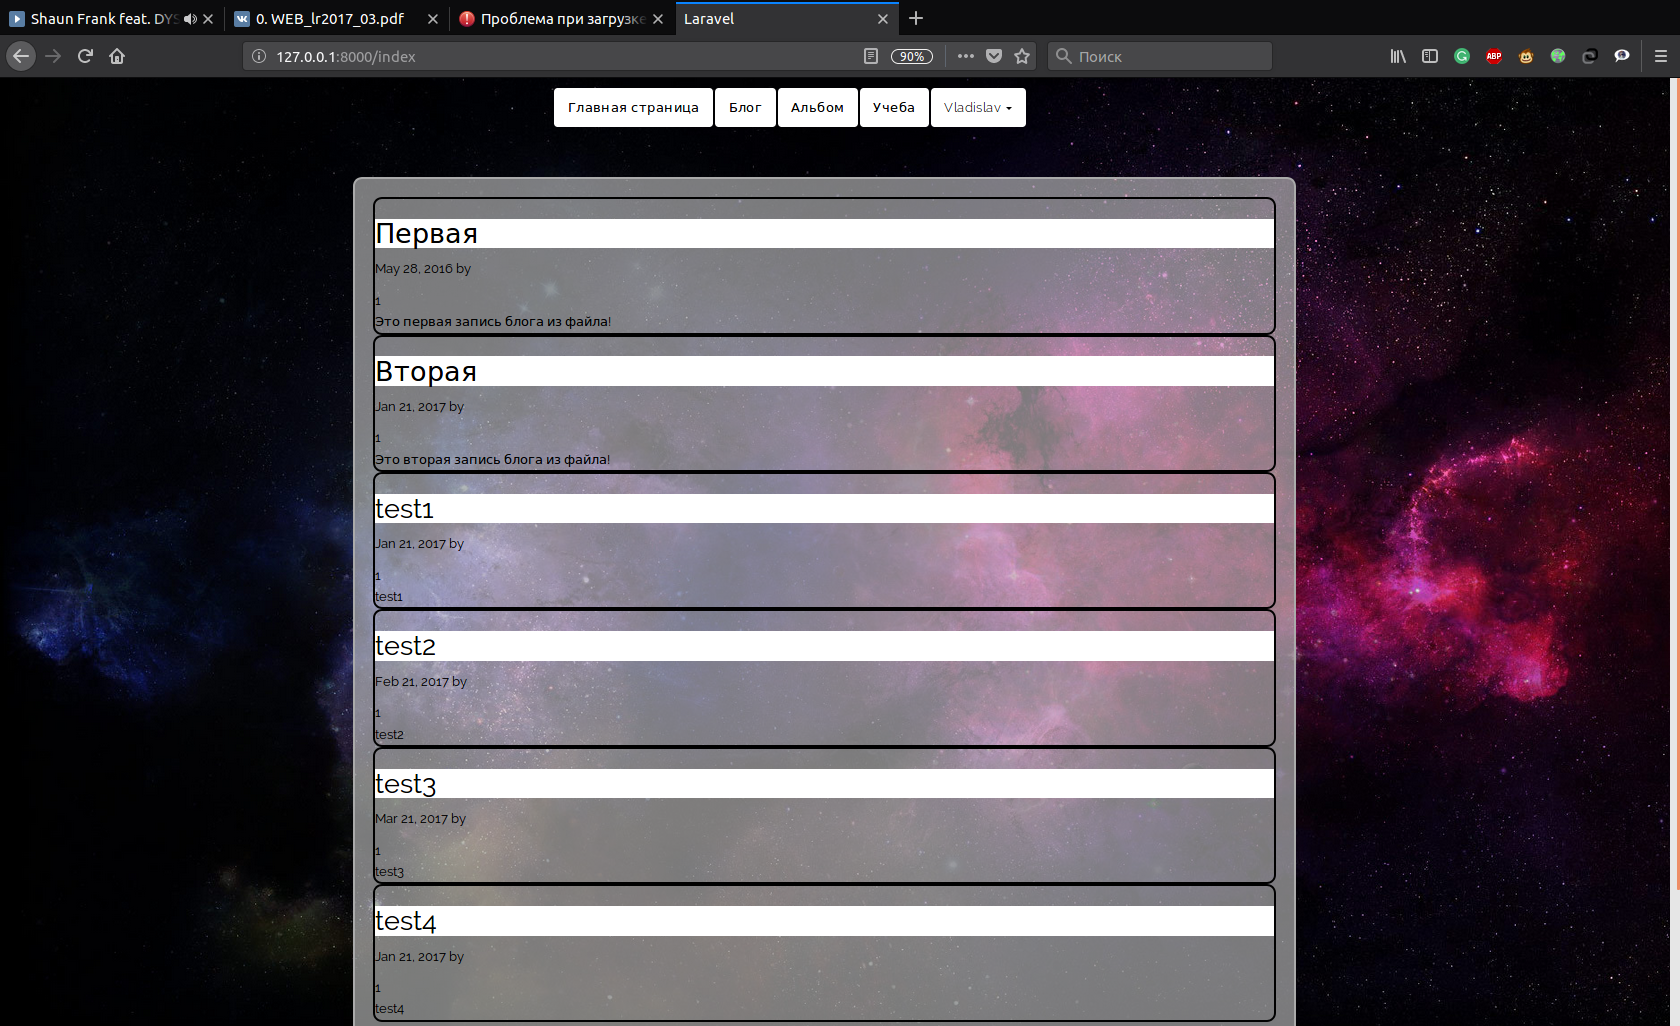 Shaun Frank feat. DYS
0. WEB_lr2017_03.pdf
Проблема при загрузке
Laravel
127.0.0.1:8000/index
90%
Поиск
ABP
Главная страница
Блог
Альбом
Учеба
Vladislav
Первая
May 28, 2016 by
1
Это первая запись блога из файла!
Вторая
Jan 21, 2017 by
1
Это вторая запись блога из файла!
test1
Jan 21, 2017 by
1
test1
test2
Feb 21, 2017 by
1
test2
test3
Mar 21, 2017 by
1
test3
test4
Jan 21, 2017 by
1
test4